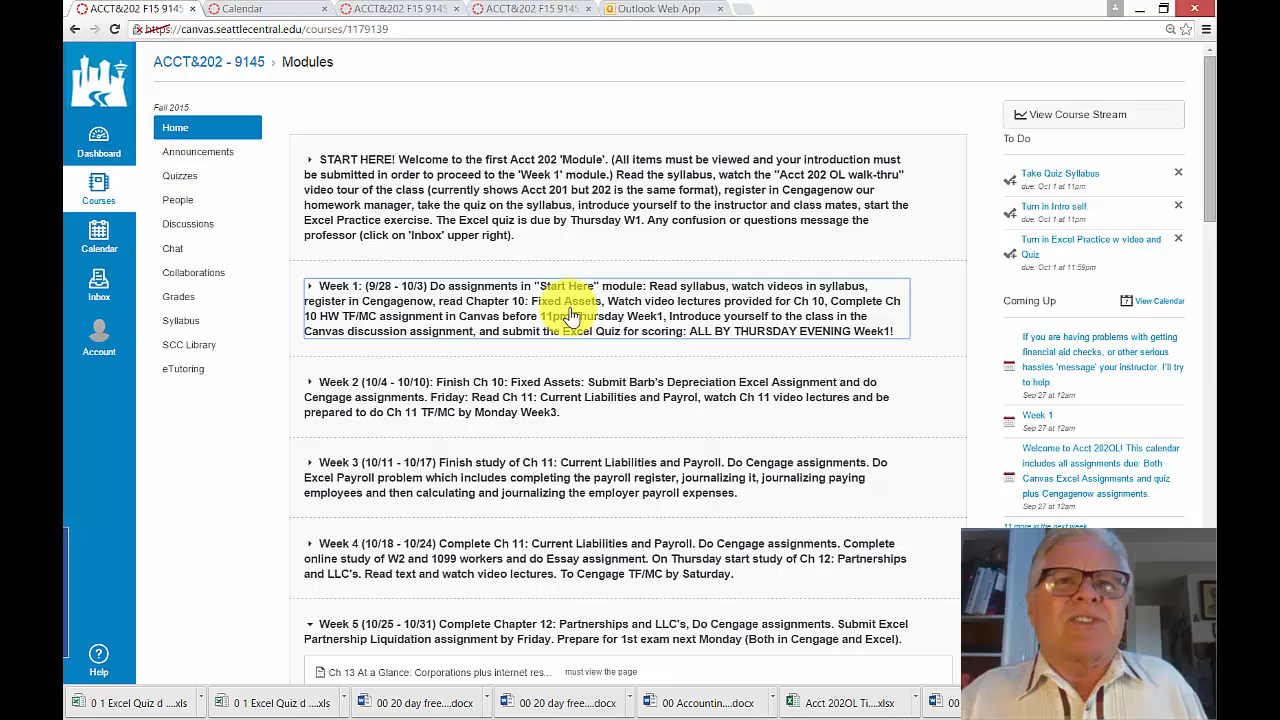 ACCT&202 F15 9145
Calendar
ACCT&202 F15 9145
ACCT&202 F15 9145
Outlook Web App
https://canvas.seattlecentral.edu/courses/1179139
ACCT&202 - 9145 › Modules
Fall 2015
Home
Announcements
Quizzes
People
Discussions
Chat
Collaborations
Grades
Syllabus
SCC Library
eTutoring
Dashboard
Courses
Calendar
Inbox
Account
Help
START HERE! Welcome to the first Acct 202 'Module'. (All items must be viewed and your introduction must
be submitted in order to proceed to the 'Week 1' module.) Read the syllabus, watch the "Acct 202 OL walk-thru"
video tour of the class (currently shows Acct 201 but 202 is the same format), register in Cengagenow our
homework manager, take the quiz on the syllabus, introduce yourself to the instructor and class mates, start the
Excel Practice exercise. The Excel quiz is due by Thursday W1. Any confusion or questions message the
professor (click on 'Inbox' upper right).
Week 1: (9/28 - 10/3) Do assignments in "Start Here" module: Read syllabus, watch videos in syllabus,
register in Cengagenow, read Chapter 10: Fixed Assets, Watch video lectures provided for Ch 10, Complete Ch
10 HW TF/MC assignment in Canvas before 11pm Thursday Week1, Introduce yourself to the class in the
Canvas discussion assignment, and submit the Excel Quiz for scoring: ALL BY THURSDAY EVENING Week1!
Week 2 (10/4 - 10/10): Finish Ch 10: Fixed Assets: Submit Barb's Depreciation Excel Assignment and do
Cengage assignments. Friday: Read Ch 11: Current Liabilities and Payrol, watch Ch 11 video lectures and be
prepared to do Ch 11 TF/MC by Monday Week3.
Week 3 (10/11 - 10/17) Finish study of Ch 11: Current Liabilities and Payroll. Do Cengage assignments. Do
Excel Payroll problem which includes completing the payroll register, journalizing it, journalizing paying
employees and then calculating and journalizing the employer payroll expenses.
Week 4 (10/18 - 10/24) Complete Ch 11: Current Liabilities and Payroll. Do Cengage assignments. Complete
online study of W2 and 1099 workers and do Essay assignment. On Thursday start study of Ch 12: Partnerships
and LLC's. Read text and watch video lectures. To Cengage TF/MC by Saturday.
Week 5 (10/25 - 10/31) Complete Chapter 12: Partnerships and LLC's, Do Cengage assignments. Submit Excel
Partnership Liquidation assignment by Friday. Prepare for 1st exam next Monday (Both in Cengage and Excel).
Ch 13 At a Glance: Corporations plus internet res... must view the page
View Course Stream
To Do
Take Quiz Syllabus
due: Oct 1 at 11pm
Turn in Intro self.
due: Oct 1 at 11pm
Turn in Excel Practice w video and
Quiz
due: Oct 1 at 11:59pm
Coming Up
View Calendar
If you are having problems with getting
financial aid checks, or other serious
hassles 'message' your instructor. I'll try
to help.
Sep 27 at 12am
Week 1
Sep 27 at 12am
Welcome to Acct 202OL! This calendar
includes all assignments due: Both
Canvas Excel Assignments and quiz
plus Cengagenow assignments.
Sep 27 at 12am
11 more in the next week
0 1 Excel Quiz d ....xls
0 1 Excel Quiz d ....xls
00 20 day free....docx
00 20 day free....docx
00 Accountin....docx
Acct 202OL Ti....xlsx
00